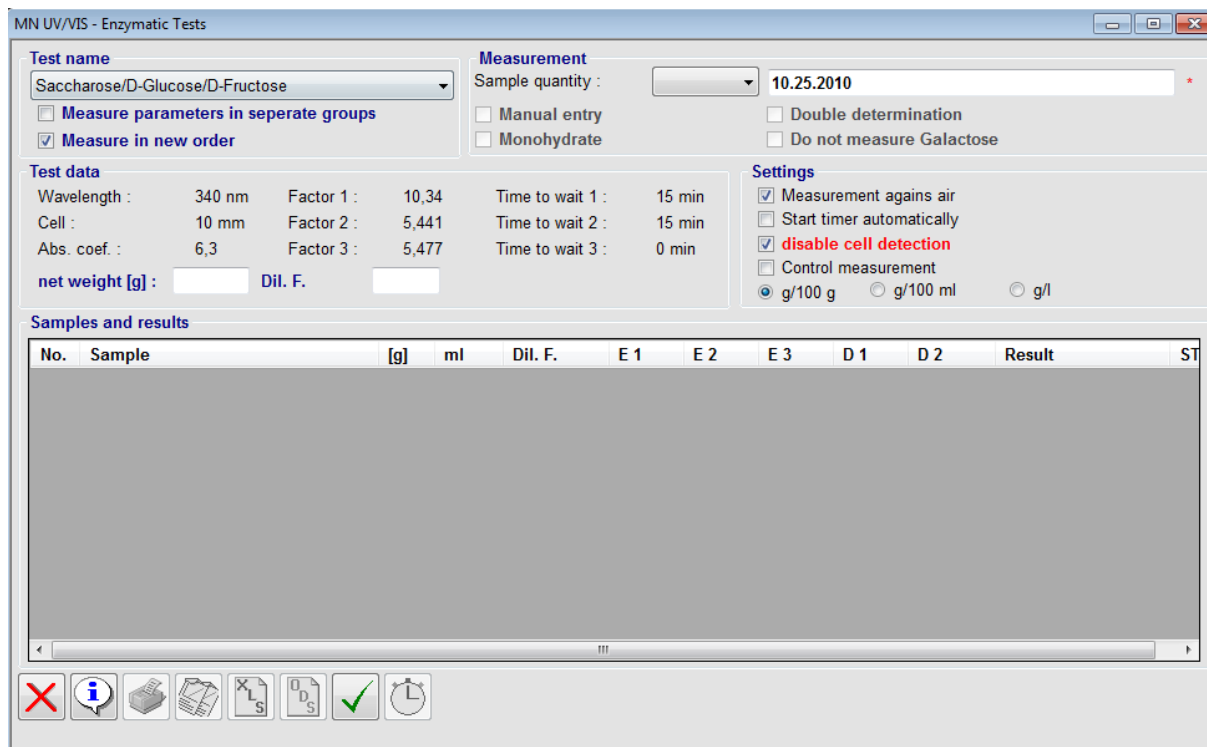 MN UV/VIS - Enzymatic Tests
Test name
Saccharose/D-Glucose/D-Fructose
Measure parameters in seperate groups
Measure in new order
Measurement
Sample quantity :
10.25.2010
*
Manual entry
Double determination
Monohydrate
Do not measure Galactose
Test data
Wavelength : 340 nm Factor 1 : 10,34 Time to wait 1 : 15 min
Cell : 10 mm Factor 2 : 5,441 Time to wait 2 : 15 min
Abs. coef. : 6,3 Factor 3 : 5,477 Time to wait 3 : 0 min
net weight [g] : Dil. F.
Settings
Measurement agains air
Start timer automatically
disable cell detection
Control measurement
g/100 g g/100 ml g/l
Samples and results
No. Sample [g] ml Dil. F. E 1 E 2 E 3 D 1 D 2 Result ST
XLS
ODS